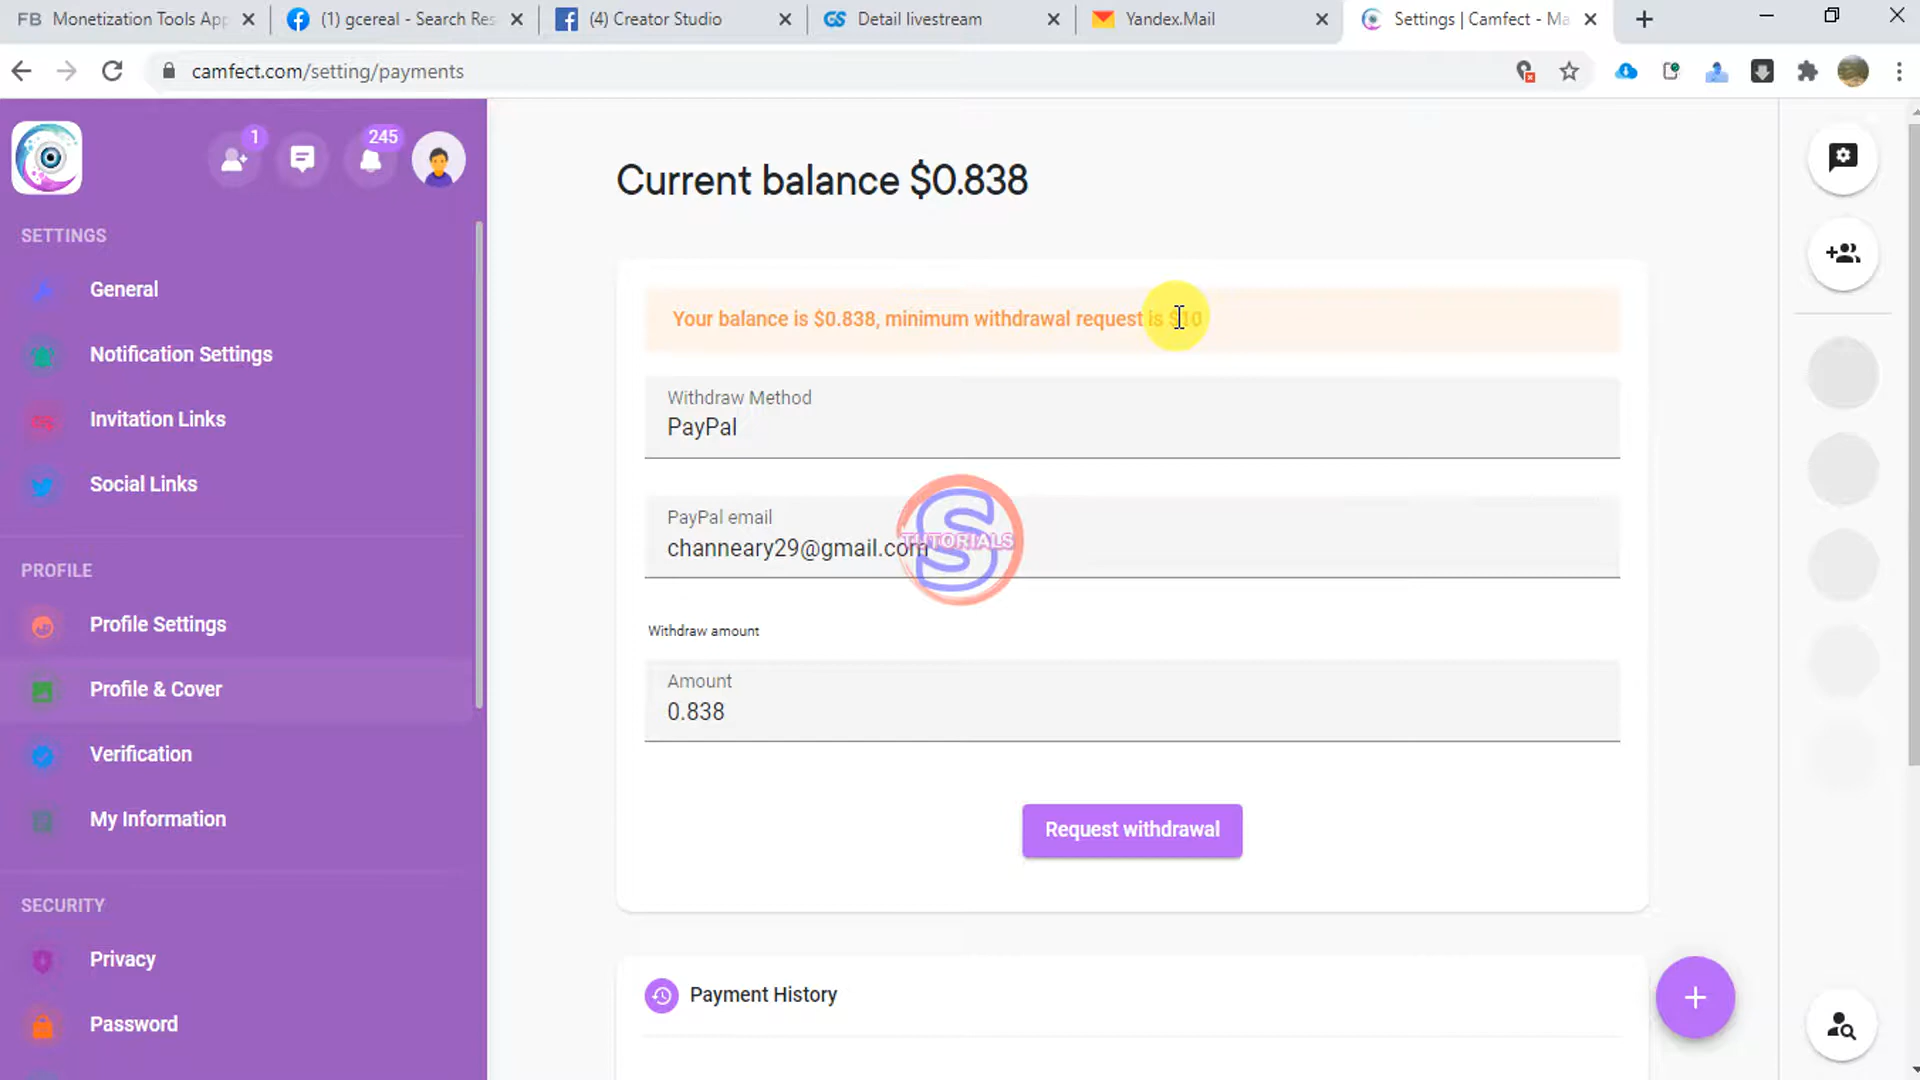 FB Monetization Tools App
(1) gcereal - Search Res
(4) Creator Studio
GS Detail livestream
Yandex.Mail
Settings | Camfect - Ma
camfect.com/setting/payments
1
245
SETTINGS
General
Notification Settings
Invitation Links
Social Links
PROFILE
Profile Settings
Profile & Cover
Verification
My Information
SECURITY
Privacy
Password
Current balance $0.838
Your balance is $0.838, minimum withdrawal request is $10
Withdraw Method
PayPal
PayPal email
channeary29@gmail.com
S
TUTORIALS
Withdraw amount
Amount
0.838
Request withdrawal
Payment History